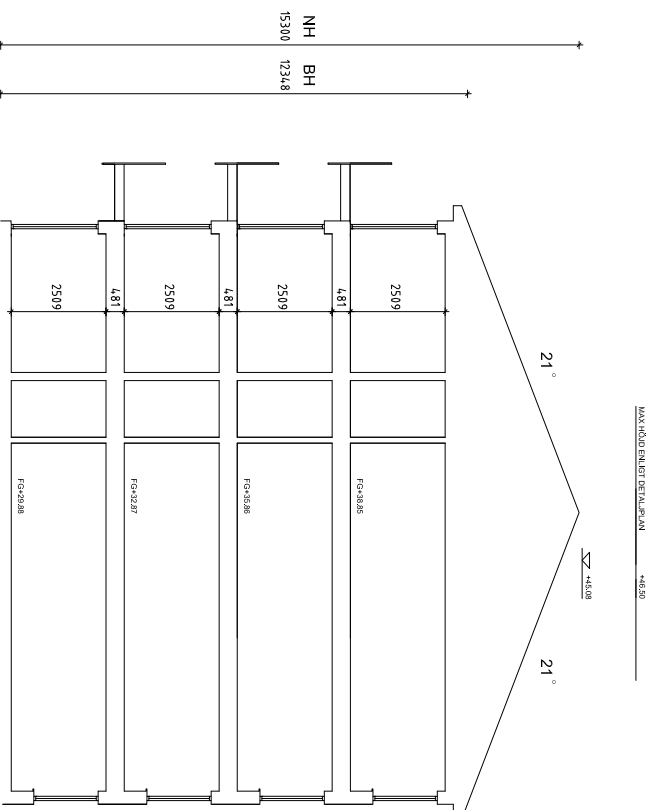 MAX HÖJD ENLIGT DETALJPLAN +46.50
+45.08
21°
21°
NH
15300
BH
12348
2509
481
2509
481
2509
481
2509
FG+38.85
FG+35.86
FG+32.87
FG+29.88